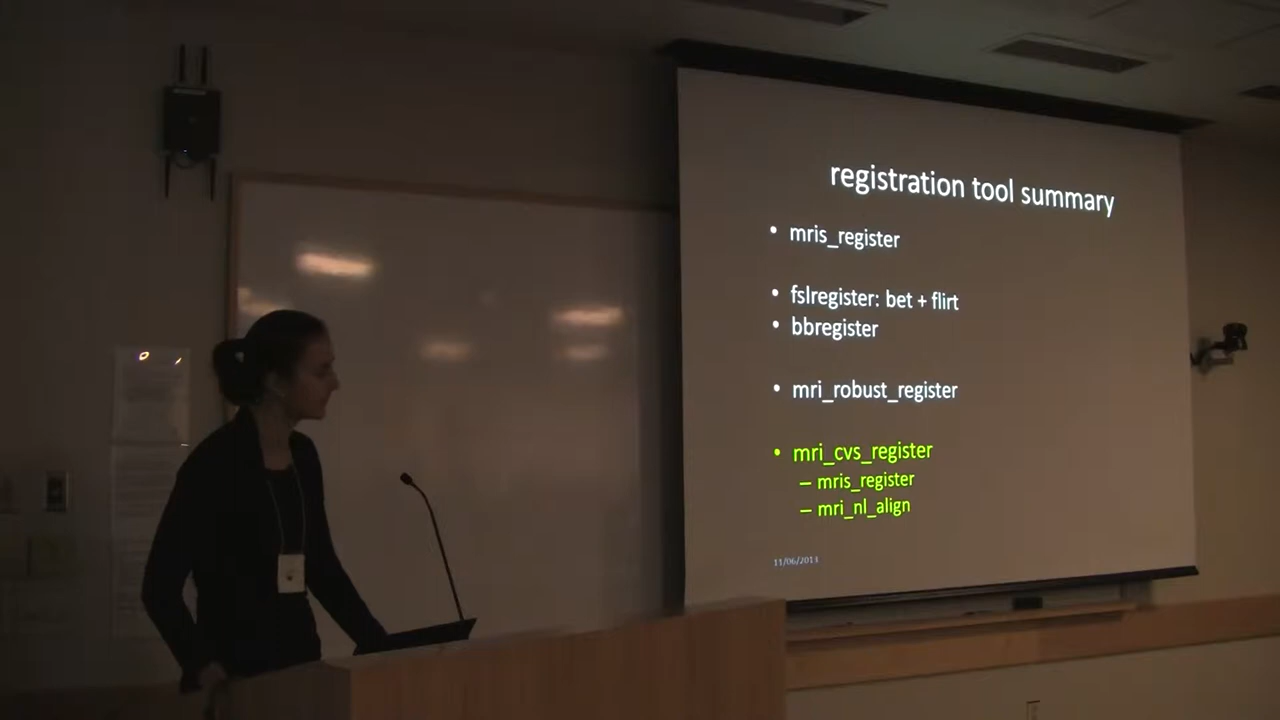 registration tool summary
• mris_register
• fslregister: bet + flirt
• bbregister
• mri_robust_register
• mri_cvs_register
– mris_register
– mri_nl_align
11/06/2013